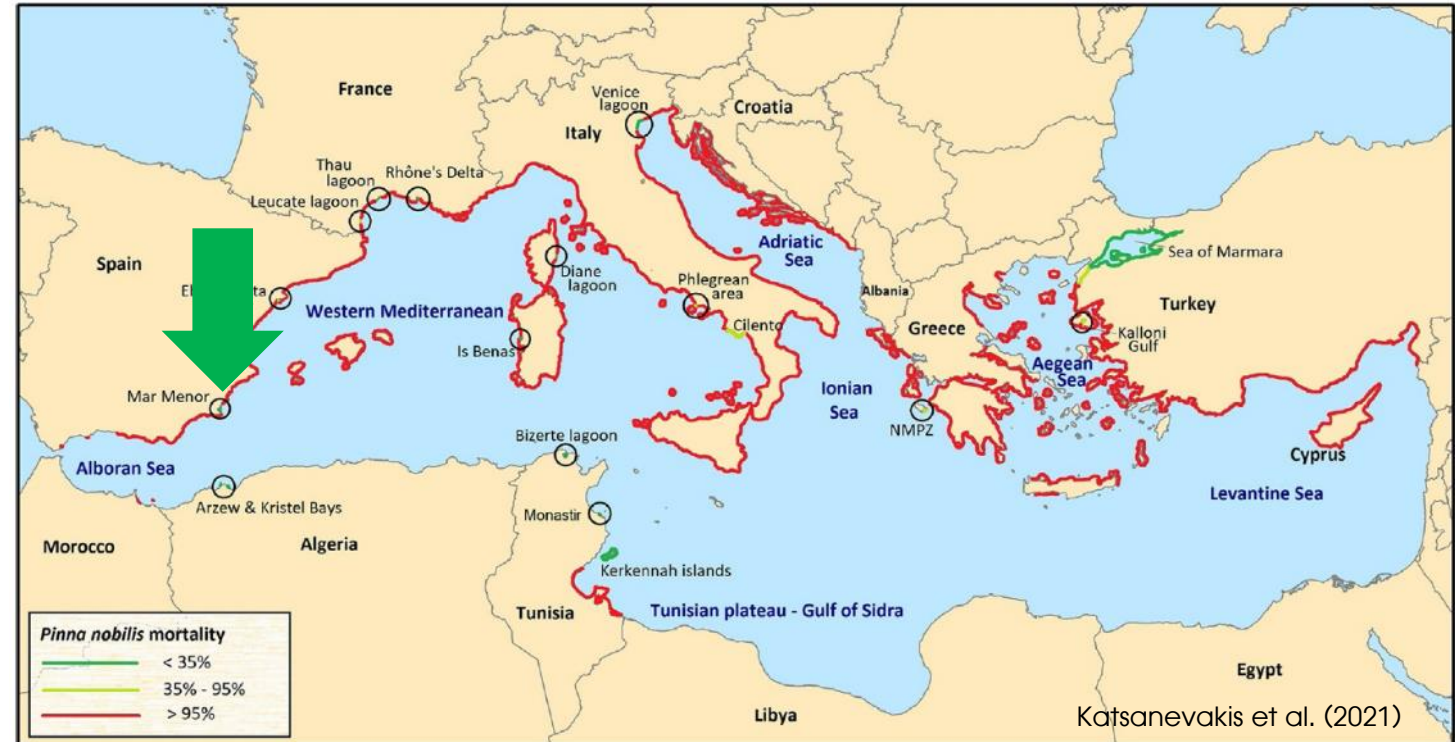 France
Venice
lagoon
Croatia
Italy
Thau
lagoon
Rhône's Delta
Leucate lagoon
Spain
Adriatic
Sea
Sea of Marmara
Diane
lagoon
Phlegrean
area
Albania
Turkey
Western Mediterranean
Cilento
Greece
Kalloni
Gulf
Is Benas
Aegean
Sea
Mar Menor
Ionian
Sea
NMPZ
Bizerte lagoon
Cyprus
Alboran Sea
Levantine Sea
Arzew & Kristel Bays
Monastir
Morocco
Algeria
Kerkennah islands
Tunisia
Tunisian plateau - Gulf of Sidra
Pinna nobilis mortality
< 35%
35% - 95%
> 95%
Egypt
Libya
Katsanevakis et al. (2021)